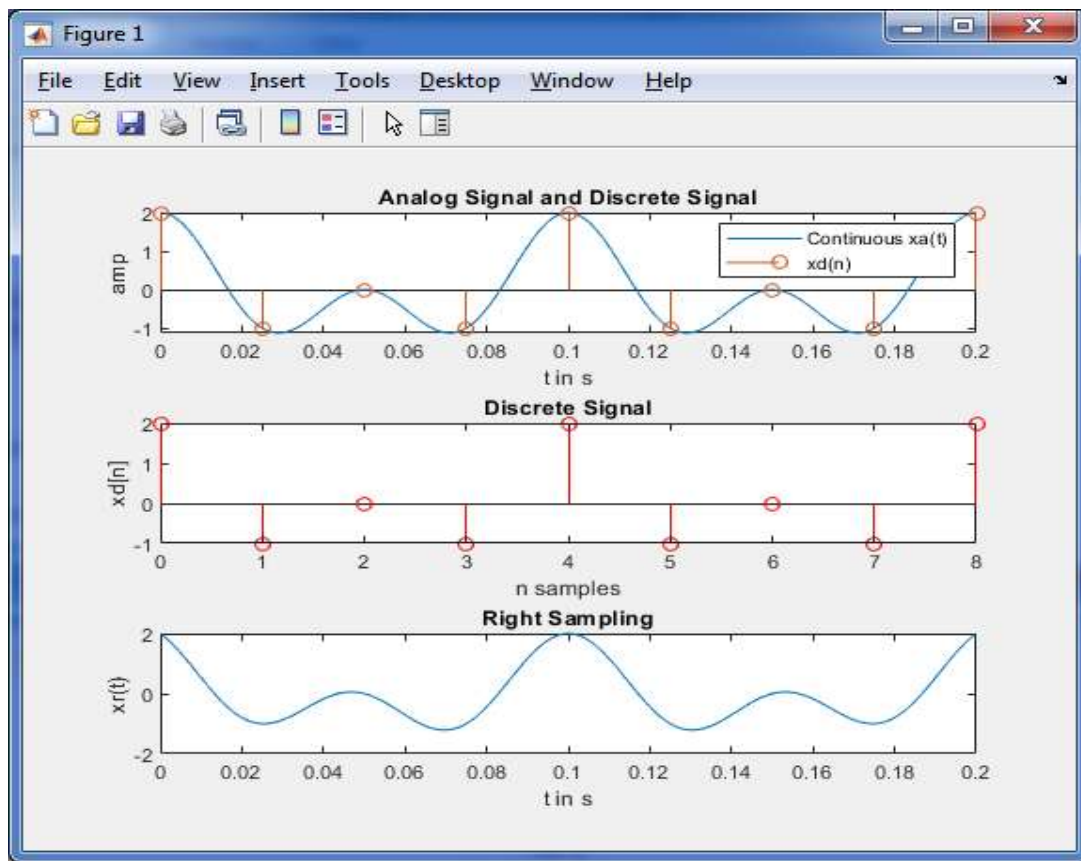 Figure 1
File Edit View Insert Tools Desktop Window Help
Analog Signal and Discrete Signal
2
1
0
-1
amp
Continuous xa(t)
xd(n)
0 0.02 0.04 0.06 0.08 0.1 0.12 0.14 0.16 0.18 0.2
t in s
Discrete Signal
2
1
0
-1
xd[n]
0 1 2 3 4 5 6 7 8
n samples
Right Sampling
2
0
-2
xr(t)
0 0.02 0.04 0.06 0.08 0.1 0.12 0.14 0.16 0.18 0.2
t in s